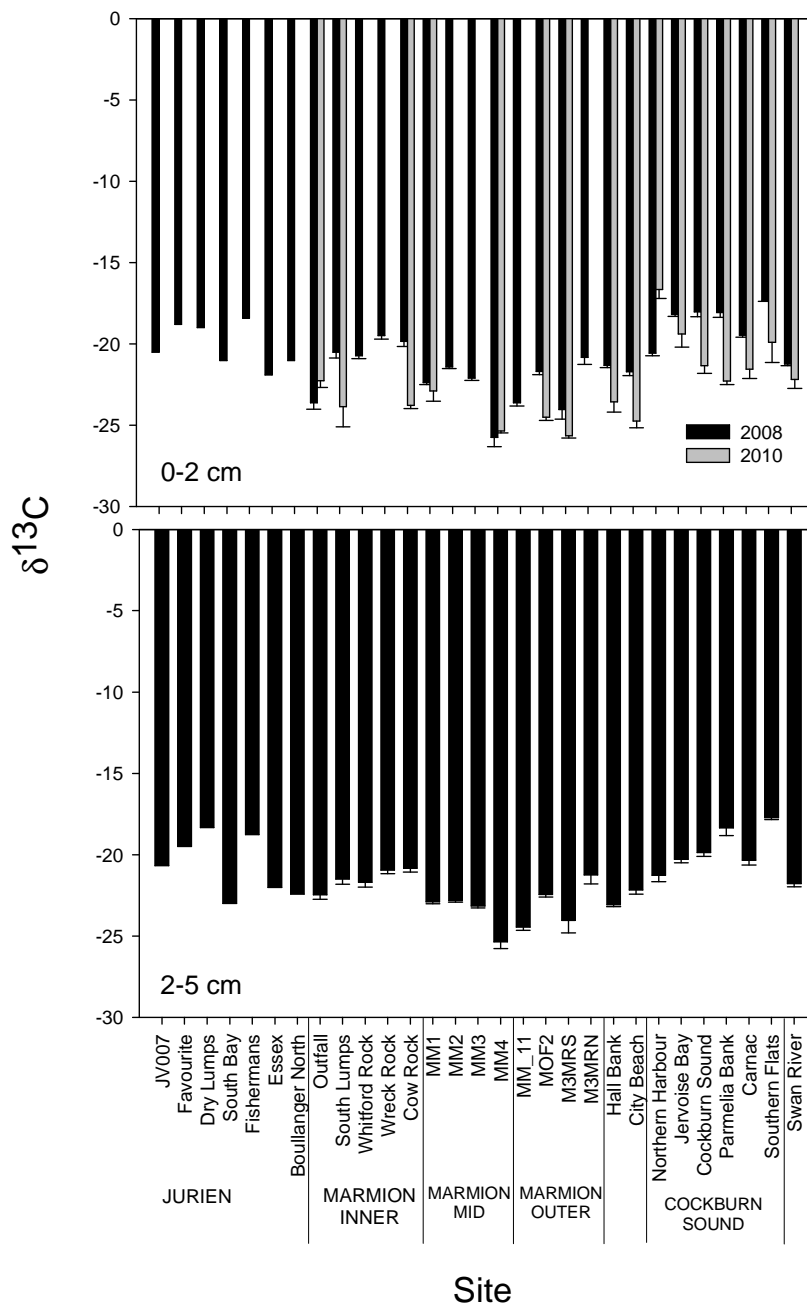 0
-5
-10
-15
-20
-25
-30
2008
2010
0-2 cm
δ13C
0
-5
-10
-15
-20
-25
-30
2-5 cm
JV007
Favourite
Dry Lumps
South Bay
Fishermans
Essex
Boullanger North
Outfall
South Lumps
Whitford Rock
Wreck Rock
Cow Rock
MM1
MM2
MM3
MM4
MM_11
MOF2
M3MRS
M3MRN
Hall Bank
City Beach
Northern Harbour
Jervoise Bay
Cockburn Sound
Parmelia Bank
Carnac
Southern Flats
Swan River
JURIEN
MARMION
INNER
MARMION
MID
MARMION
OUTER
COCKBURN
SOUND
Site